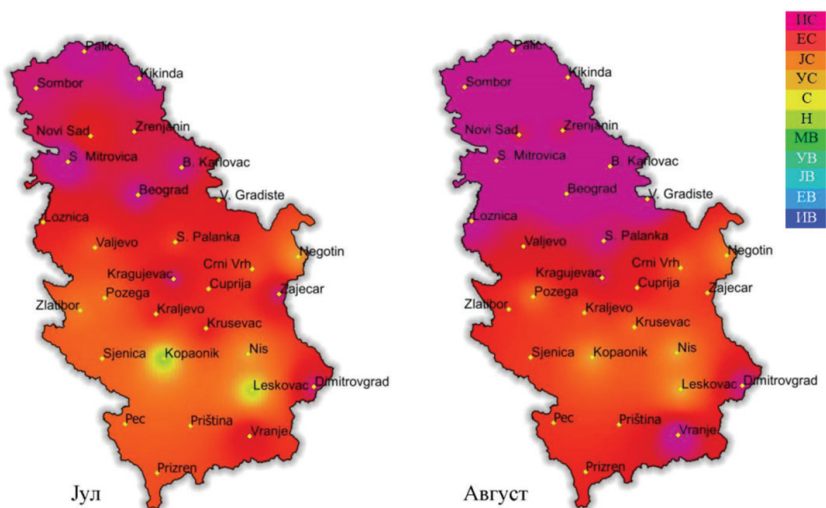 Palic
Kikinda
Sombor
Novi Sad
Zrenjanin
S. Mitrovica
B. Karlovac
Beograd
V. Gradiste
Loznica
Valjevo
S. Palanka
Negotin
Crni Vrh
Kragujevac
Cuprija
Zajecar
Pozega
Zlatibor
Kraljevo
Krusevac
Sjenica
Kopaonik
Nis
Leskovac
Dimitrovgrad
Pec
Priština
Vranje
Prizren
Јул
Palic
Kikinda
Sombor
Novi Sad
Zrenjanin
S. Mitrovica
B. Karlovac
Beograd
V. Gradiste
Loznica
Valjevo
S. Palanka
Negotin
Crni Vrh
Kragujevac
Cuprija
Zajecar
Pozega
Zlatibor
Kraljevo
Krusevac
Sjenica
Kopaonik
Nis
Leskovac
Dimitrovgrad
Pec
Priština
Vranje
Prizren
Август
ИС
ЕС
ЈС
УС
С
Н
МВ
УВ
ЈВ
ЕВ
ИВ